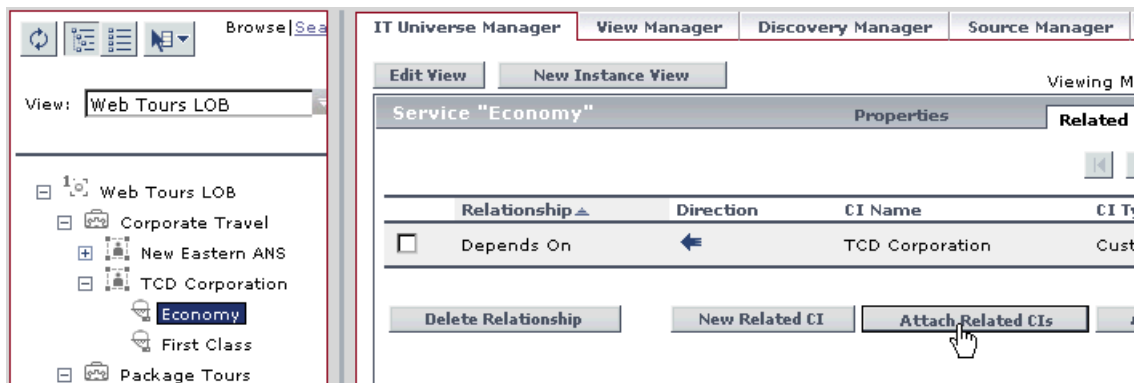 Browse|Sea
View: Web Tours LOB
Web Tours LOB
Corporate Travel
New Eastern ANS
TCD Corporation
Economy
First Class
Package Tours
IT Universe Manager View Manager Discovery Manager Source Manager
Edit View New Instance View
Viewing M
Service "Economy" Properties Related
Relationship Direction CI Name CI Ty
Depends On TCD Corporation Cust
Delete Relationship New Related CI Attach Related CIs